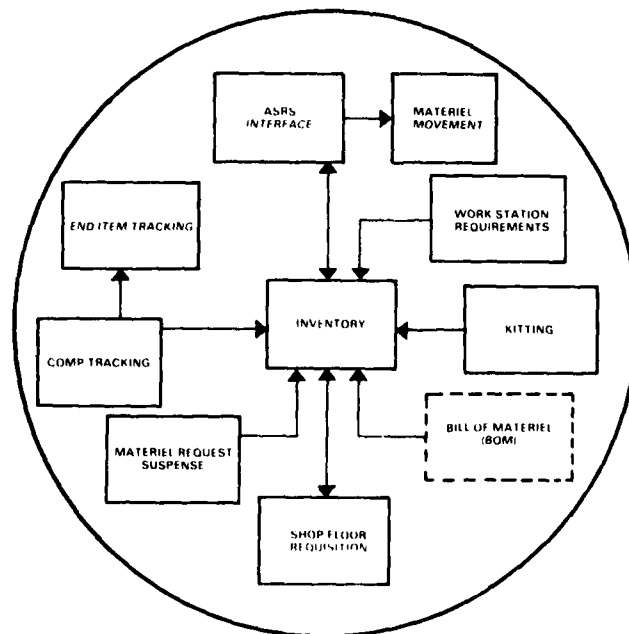 ASRS
INTERFACE
MATERIEL
MOVEMENT
END ITEM TRACKING
WORK STATION
REQUIREMENTS
INVENTORY
KITTING
COMP TRACKING
MATERIEL REQUEST
SUSPENSE
BILL OF MATERIEL
(BOM)
SHOP FLOOR
REQUISITION